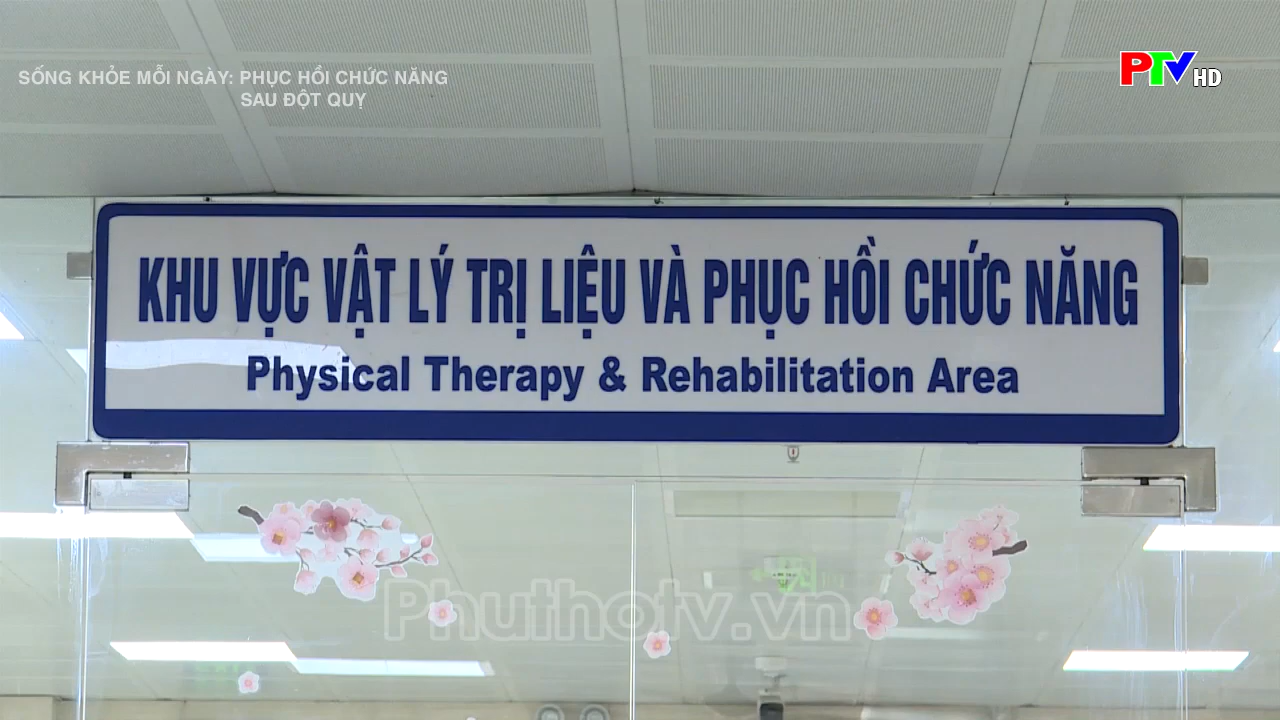 SỐNG KHỎE MỖI NGÀY: PHỤC HỒI CHỨC NĂNG
SAU ĐỘT QUỴ
PTV HD
KHU VỰC VẬT LÝ TRỊ LIỆU VÀ PHỤC HỒI CHỨC NĂNG
Physical Therapy & Rehabilitation Area
Phuthotv.vn